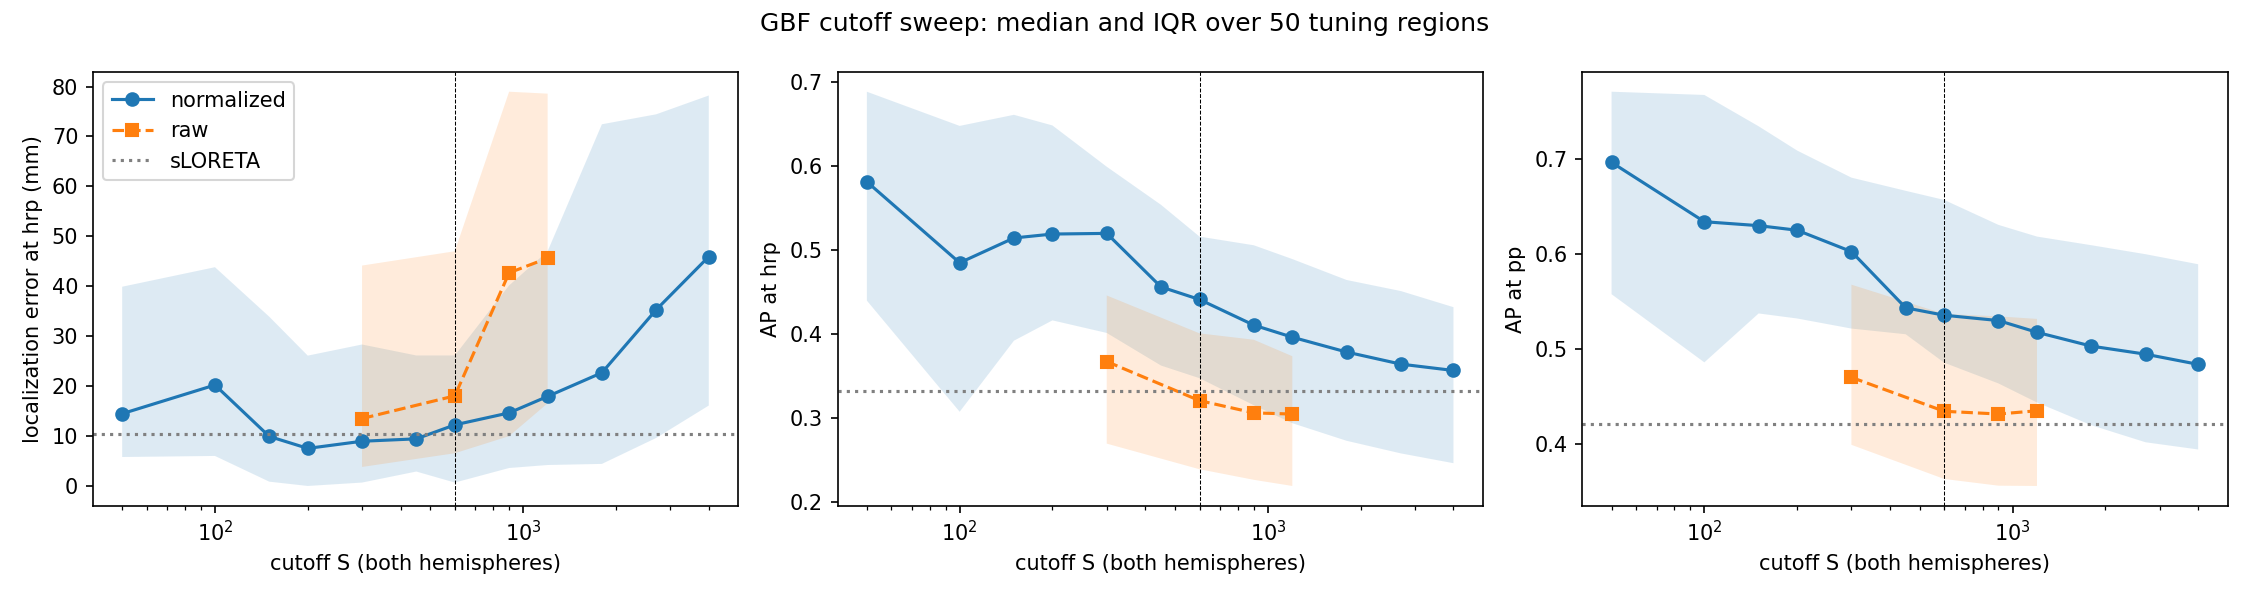 GBF cutoff sweep: median and IQR over 50 tuning regions
localization error at hrp (mm)
80
70
60
50
40
30
20
10
0
normalized
raw
sLORETA
10²
10³
cutoff S (both hemispheres)
AP at hrp
0.7
0.6
0.5
0.4
0.3
0.2
10²
10³
cutoff S (both hemispheres)
AP at pp
0.7
0.6
0.5
0.4
10²
10³
cutoff S (both hemispheres)